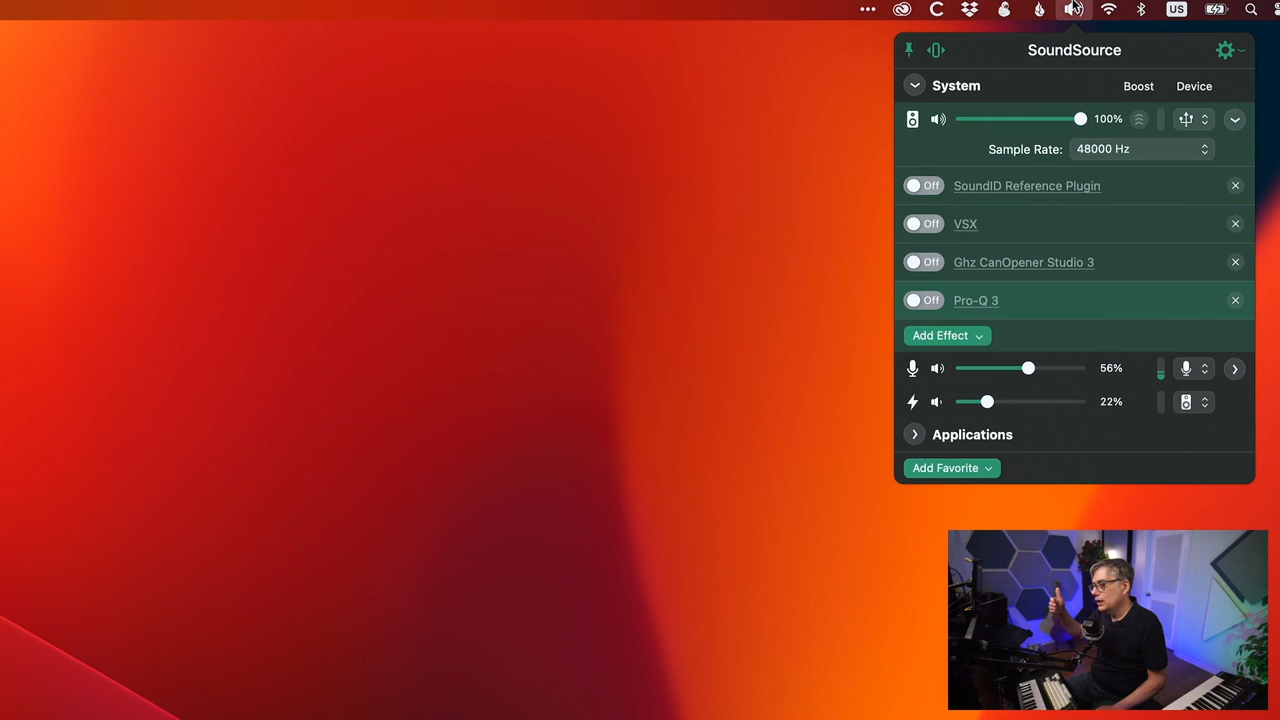 US
SoundSource
System Boost Device
100%
Sample Rate: 48000 Hz
Off SoundID Reference Plugin
Off VSX
Off Ghz CanOpener Studio 3
Off Pro-Q 3
Add Effect
56%
22%
Applications
Add Favorite